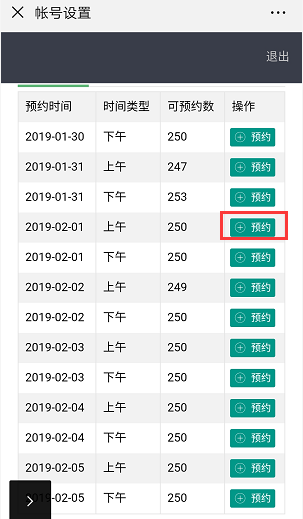 帐号设置
退出
预约时间 时间类型 可预约数 操作
2019-01-30 下午 250 预约
2019-01-31 上午 247 预约
2019-01-31 下午 253 预约
2019-02-01 上午 250 预约
2019-02-01 下午 250 预约
2019-02-02 上午 249 预约
2019-02-02 下午 250 预约
2019-02-03 上午 250 预约
2019-02-03 下午 250 预约
2019-02-04 上午 250 预约
2019-02-04 下午 250 预约
2019-02-05 上午 250 预约
2019-02-05 下午 250 预约